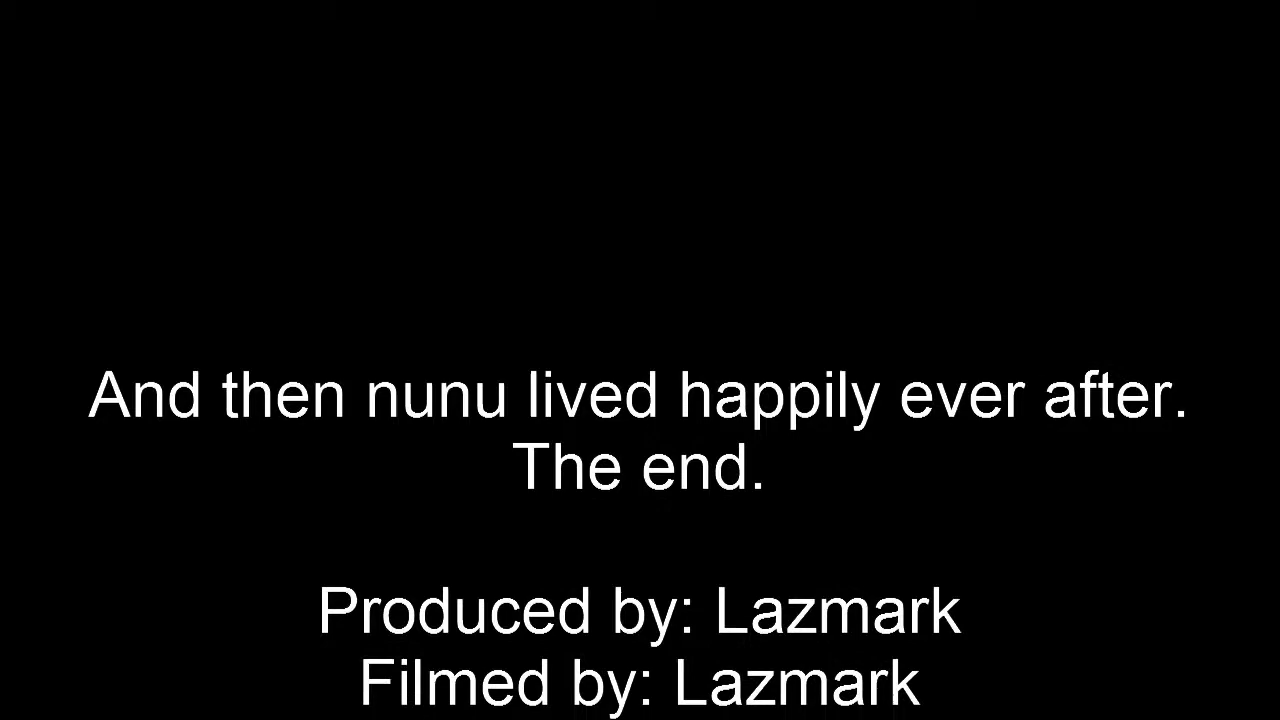 And then nunu lived happily ever after.
The end.
Produced by: Lazmark
Filmed by: Lazmark